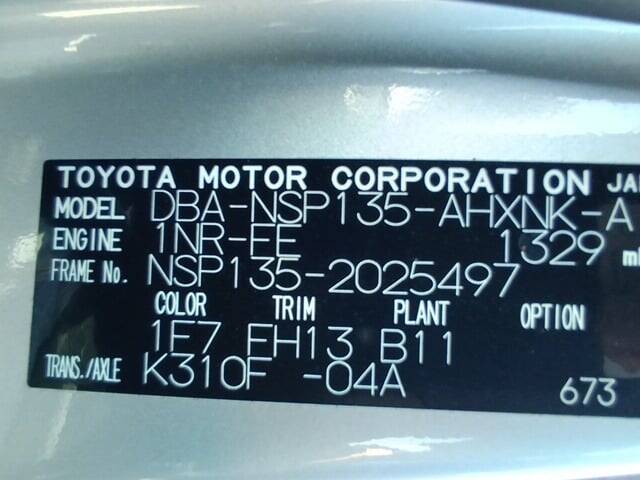 TOYOTA MOTOR CORPORATION JA
MODEL DBA-NSP135-AHXNK-A
ENGINE 1NR-FE 1329 ml
FRAME No. NSP135-2025497
COLOR TRIM PLANT OPTION
1F7 FH13 B11
TRANS./AXLE K310F -04A
673